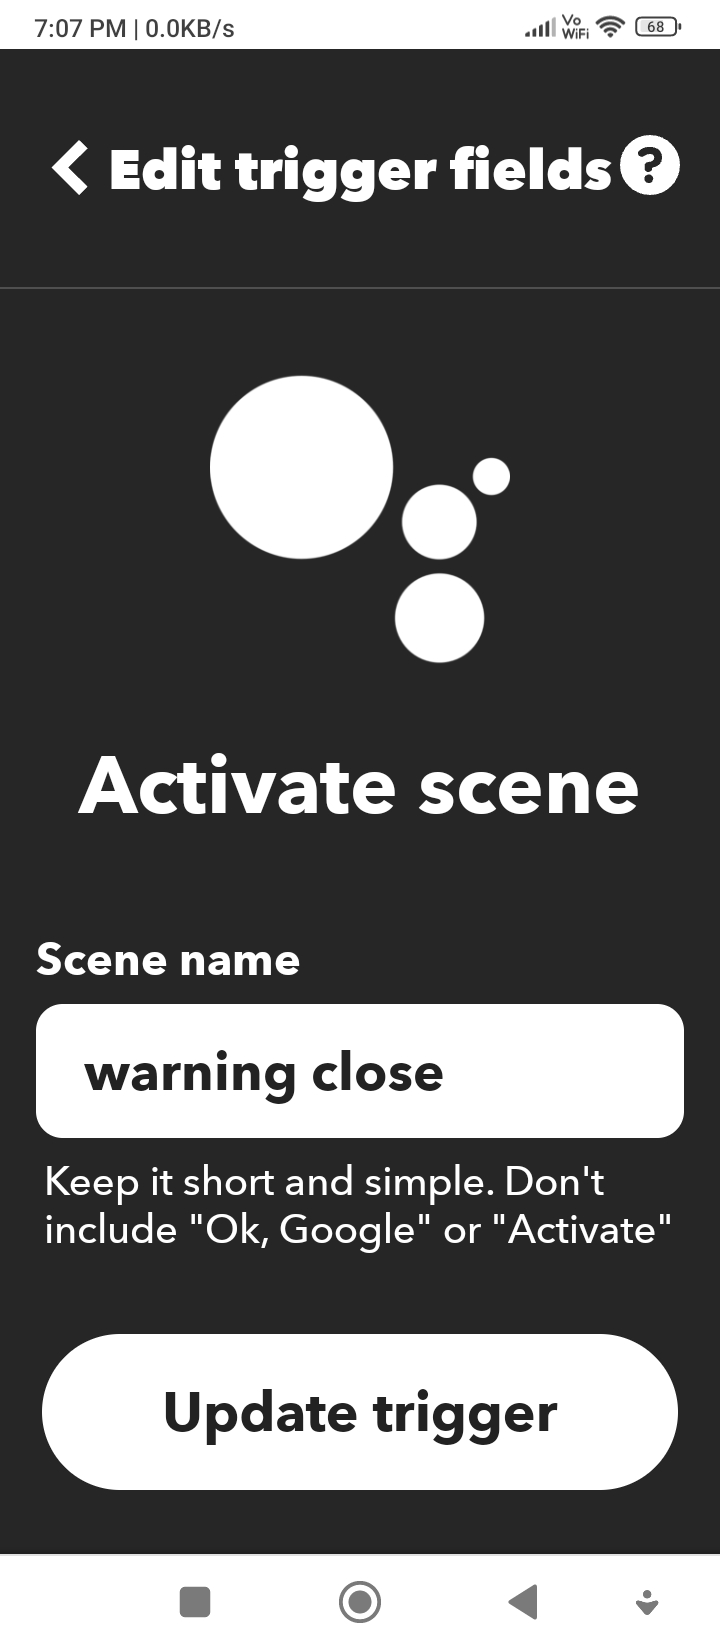 7:07 PM | 0.0KB/s
Vo
WiFi
68
Edit trigger fields ?
Activate scene
Scene name
warning close
Keep it short and simple. Don't
include "Ok, Google" or "Activate"
Update trigger